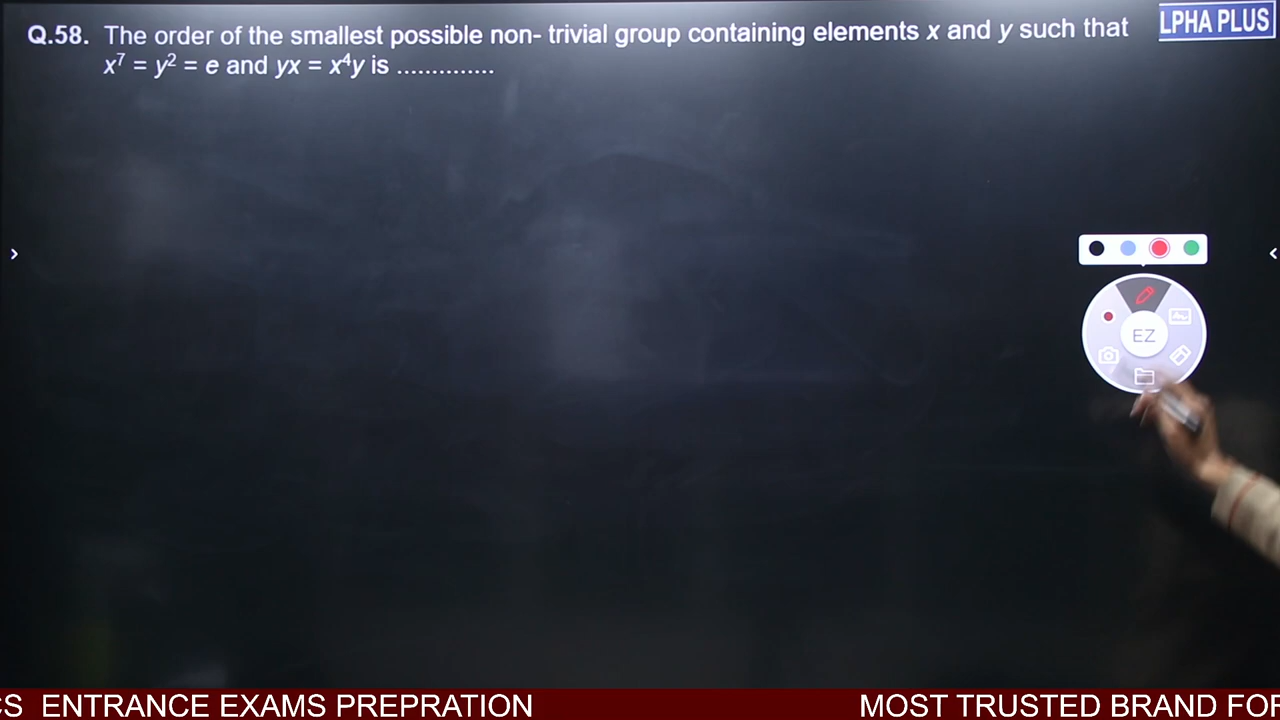 Q.58. The order of the smallest possible non- trivial group containing elements x and y such that
x⁷ = y² = e and yx = x⁴y is ..............
LPHA PLUS
EZ
CS ENTRANCE EXAMS PREPRATION
MOST TRUSTED BRAND FOR